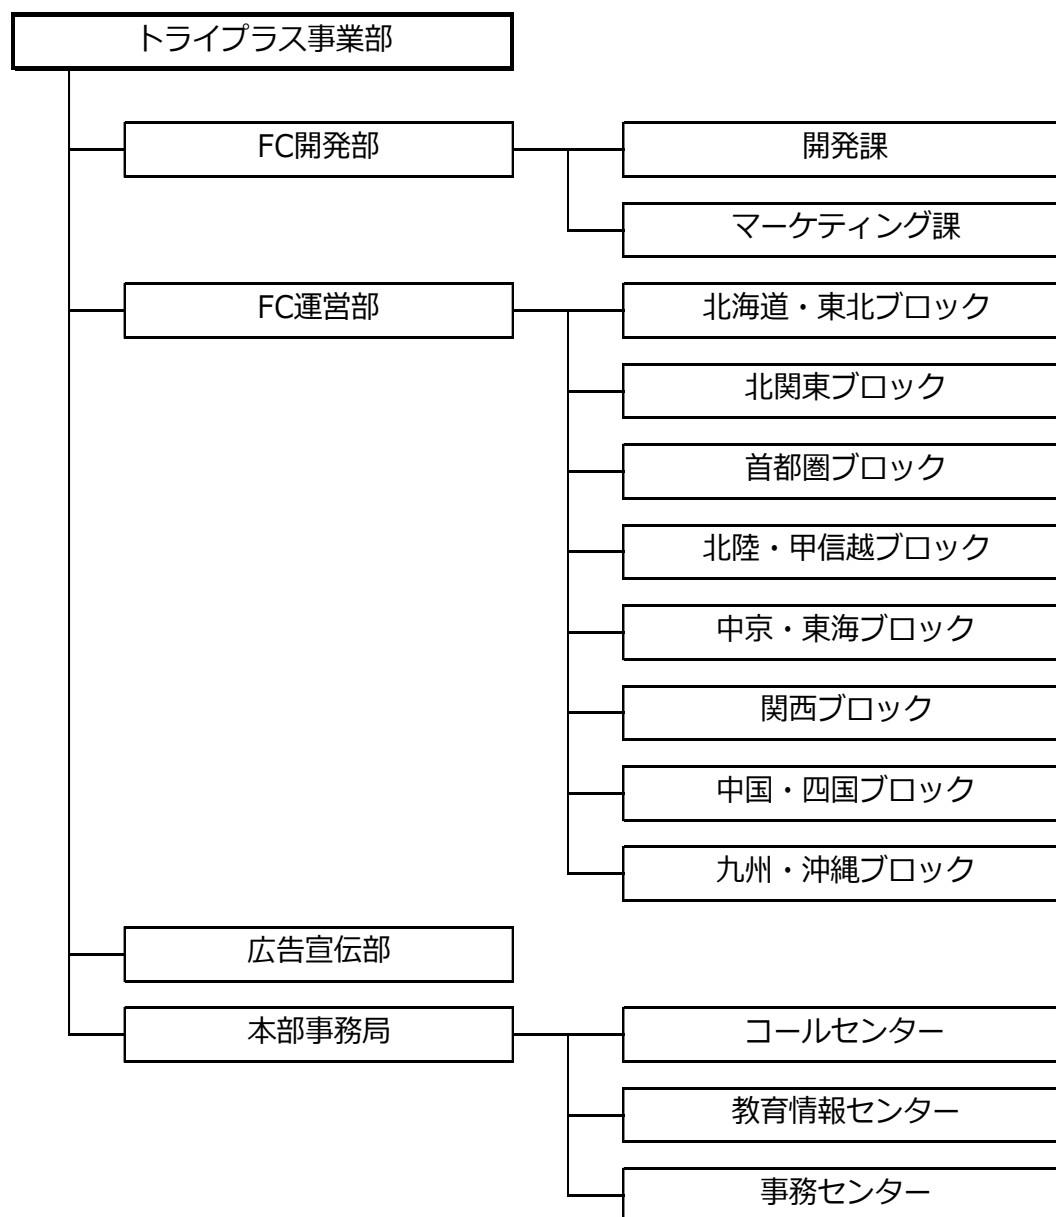 トライプラス事業部
FC開発部
開発課
マーケティング課
FC運営部
北海道・東北ブロック
北関東ブロック
首都圏ブロック
北陸・甲信越ブロック
中京・東海ブロック
関西ブロック
中国・四国ブロック
九州・沖縄ブロック
広告宣伝部
本部事務局
コールセンター
教育情報センター
事務センター